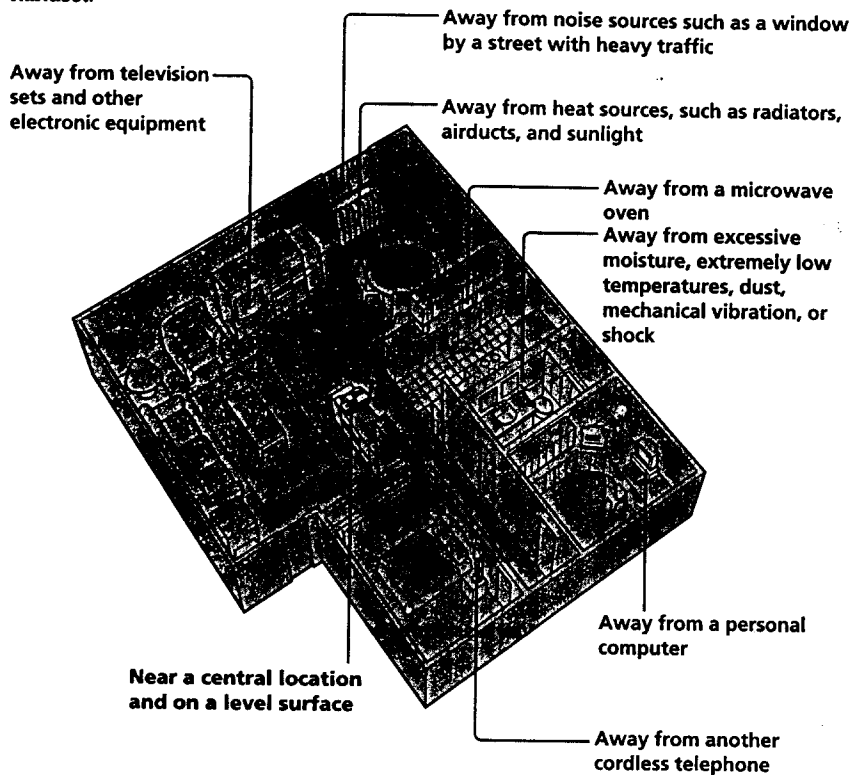 Away from noise sources such as a window
by a street with heavy traffic
Away from television
sets and other
electronic equipment
Away from heat sources, such as radiators,
airducts, and sunlight
Away from a microwave
oven
Away from excessive
moisture, extremely low
temperatures, dust,
mechanical vibration, or
shock
Away from a personal
computer
Near a central location
and on a level surface
Away from another
cordless telephone